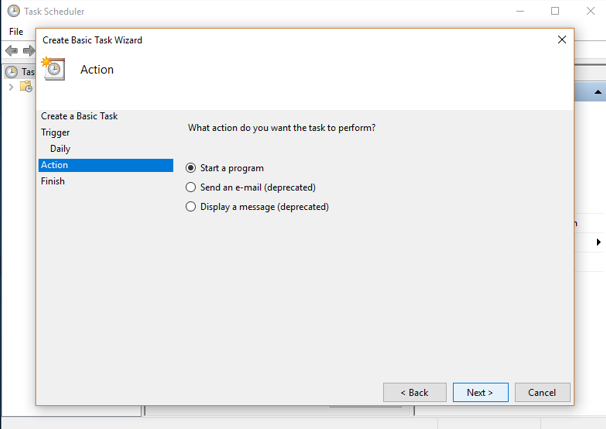 Task Scheduler
File
Create Basic Task Wizard
Action
Create a Basic Task
Trigger
Daily
Action
Finish
What action do you want the task to perform?
Start a program
Send an e-mail (deprecated)
Display a message (deprecated)
< Back
Next >
Cancel